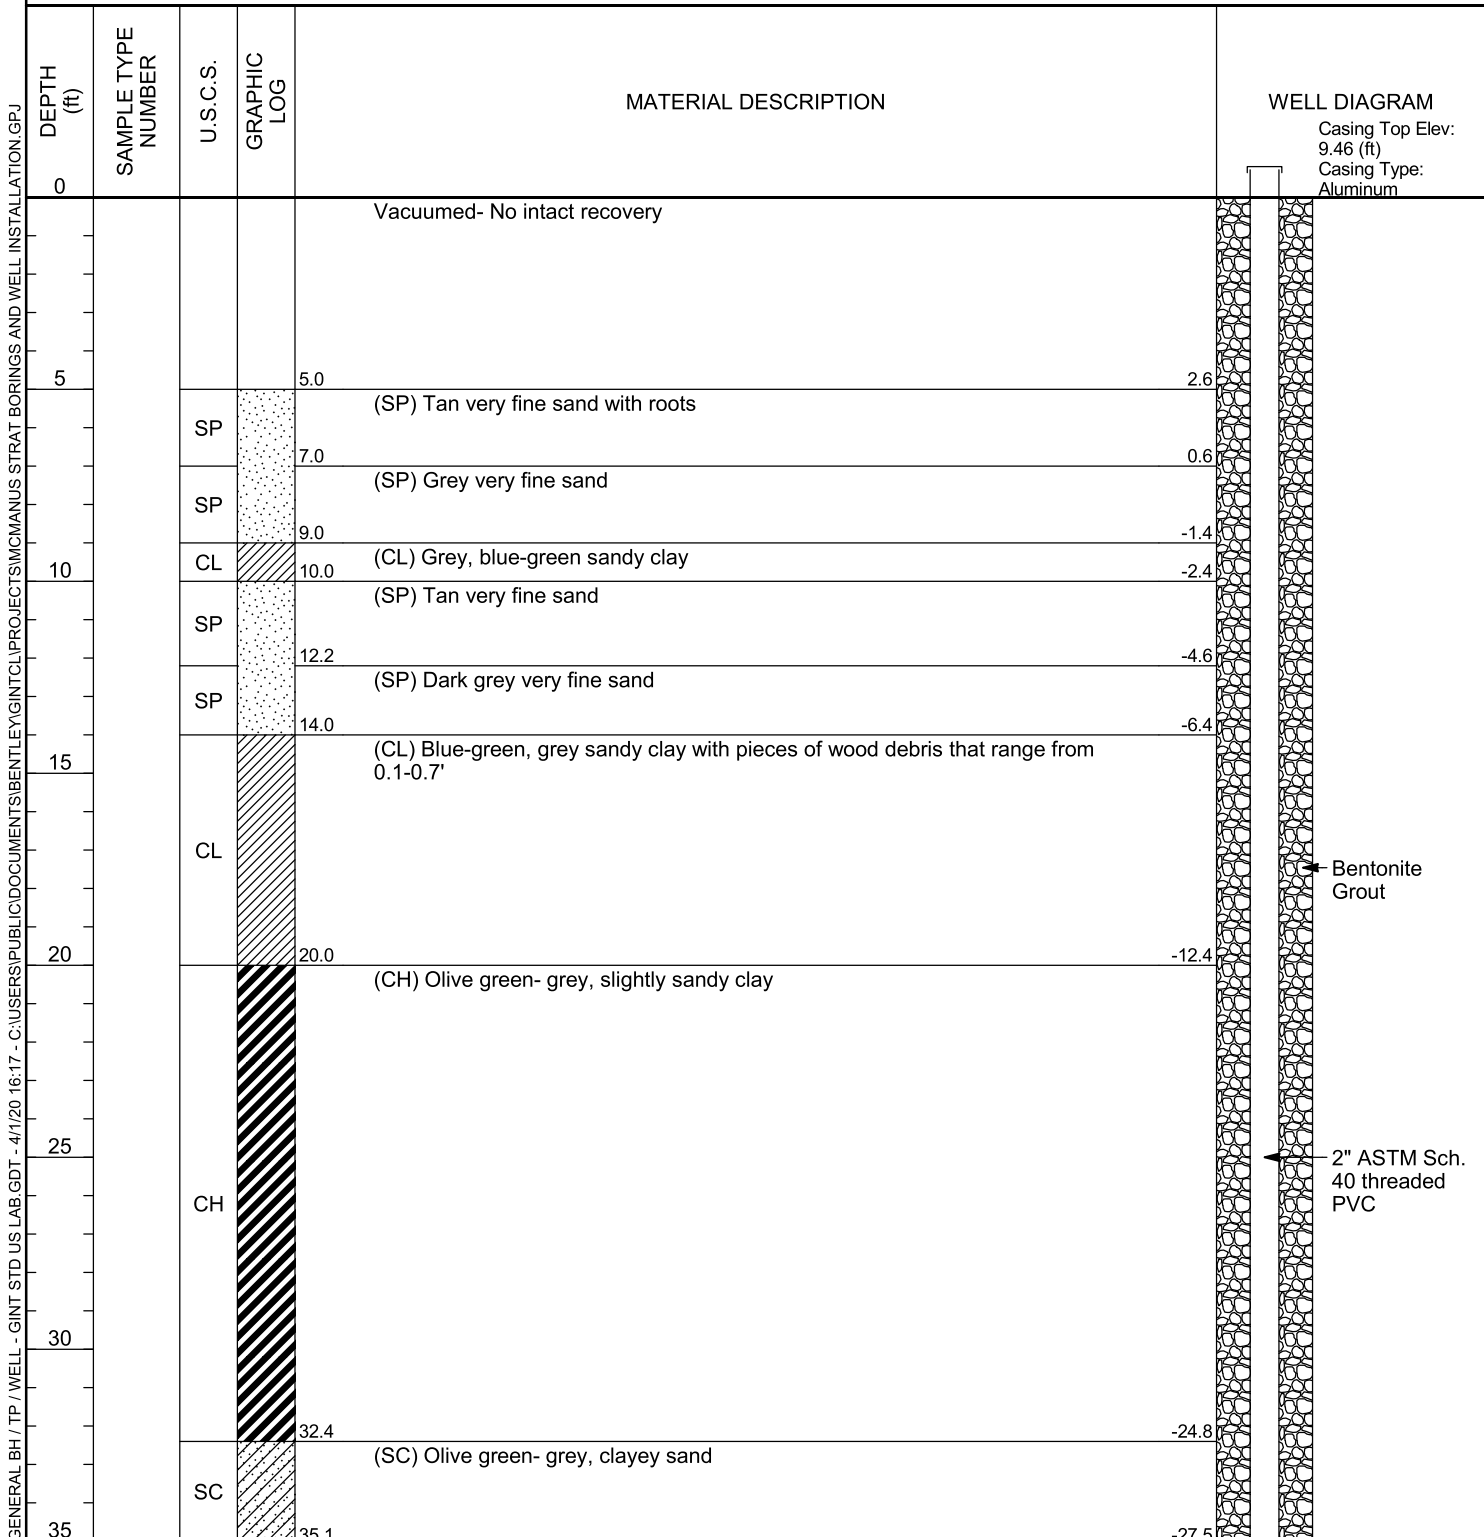 DEPTH
(ft)
SAMPLE TYPE
NUMBER
U.S.C.S.
GRAPHIC
LOG
MATERIAL DESCRIPTION
WELL DIAGRAM
Casing Top Elev:
9.46 (ft)
Casing Type:
Aluminum
0
Vacuumed- No intact recovery
5
5.0
2.6
SP
(SP) Tan very fine sand with roots
7.0
0.6
SP
(SP) Grey very fine sand
9.0
-1.4
CL
(CL) Grey, blue-green sandy clay
10
10.0
-2.4
SP
(SP) Tan very fine sand
12.2
-4.6
SP
(SP) Dark grey very fine sand
14.0
-6.4
(CL) Blue-green, grey sandy clay with pieces of wood debris that range from
0.1-0.7'
15
CL
Bentonite
Grout
20
20.0
-12.4
(CH) Olive green- grey, slightly sandy clay
25
2" ASTM Sch.
40 threaded
PVC
CH
30
32.4
-24.8
(SC) Olive green- grey, clayey sand
SC
35
35.1
-27.5
GENERAL BH / TP / WELL - GINT STD US LAB.GDT - 4/1/20 16:17 - C:\USERS\PUBLIC\DOCUMENTS\BENTLEY\GINTCL\PROJECTS\MCMANUS STRAT BORINGS AND WELL INSTALLATION.GPJ